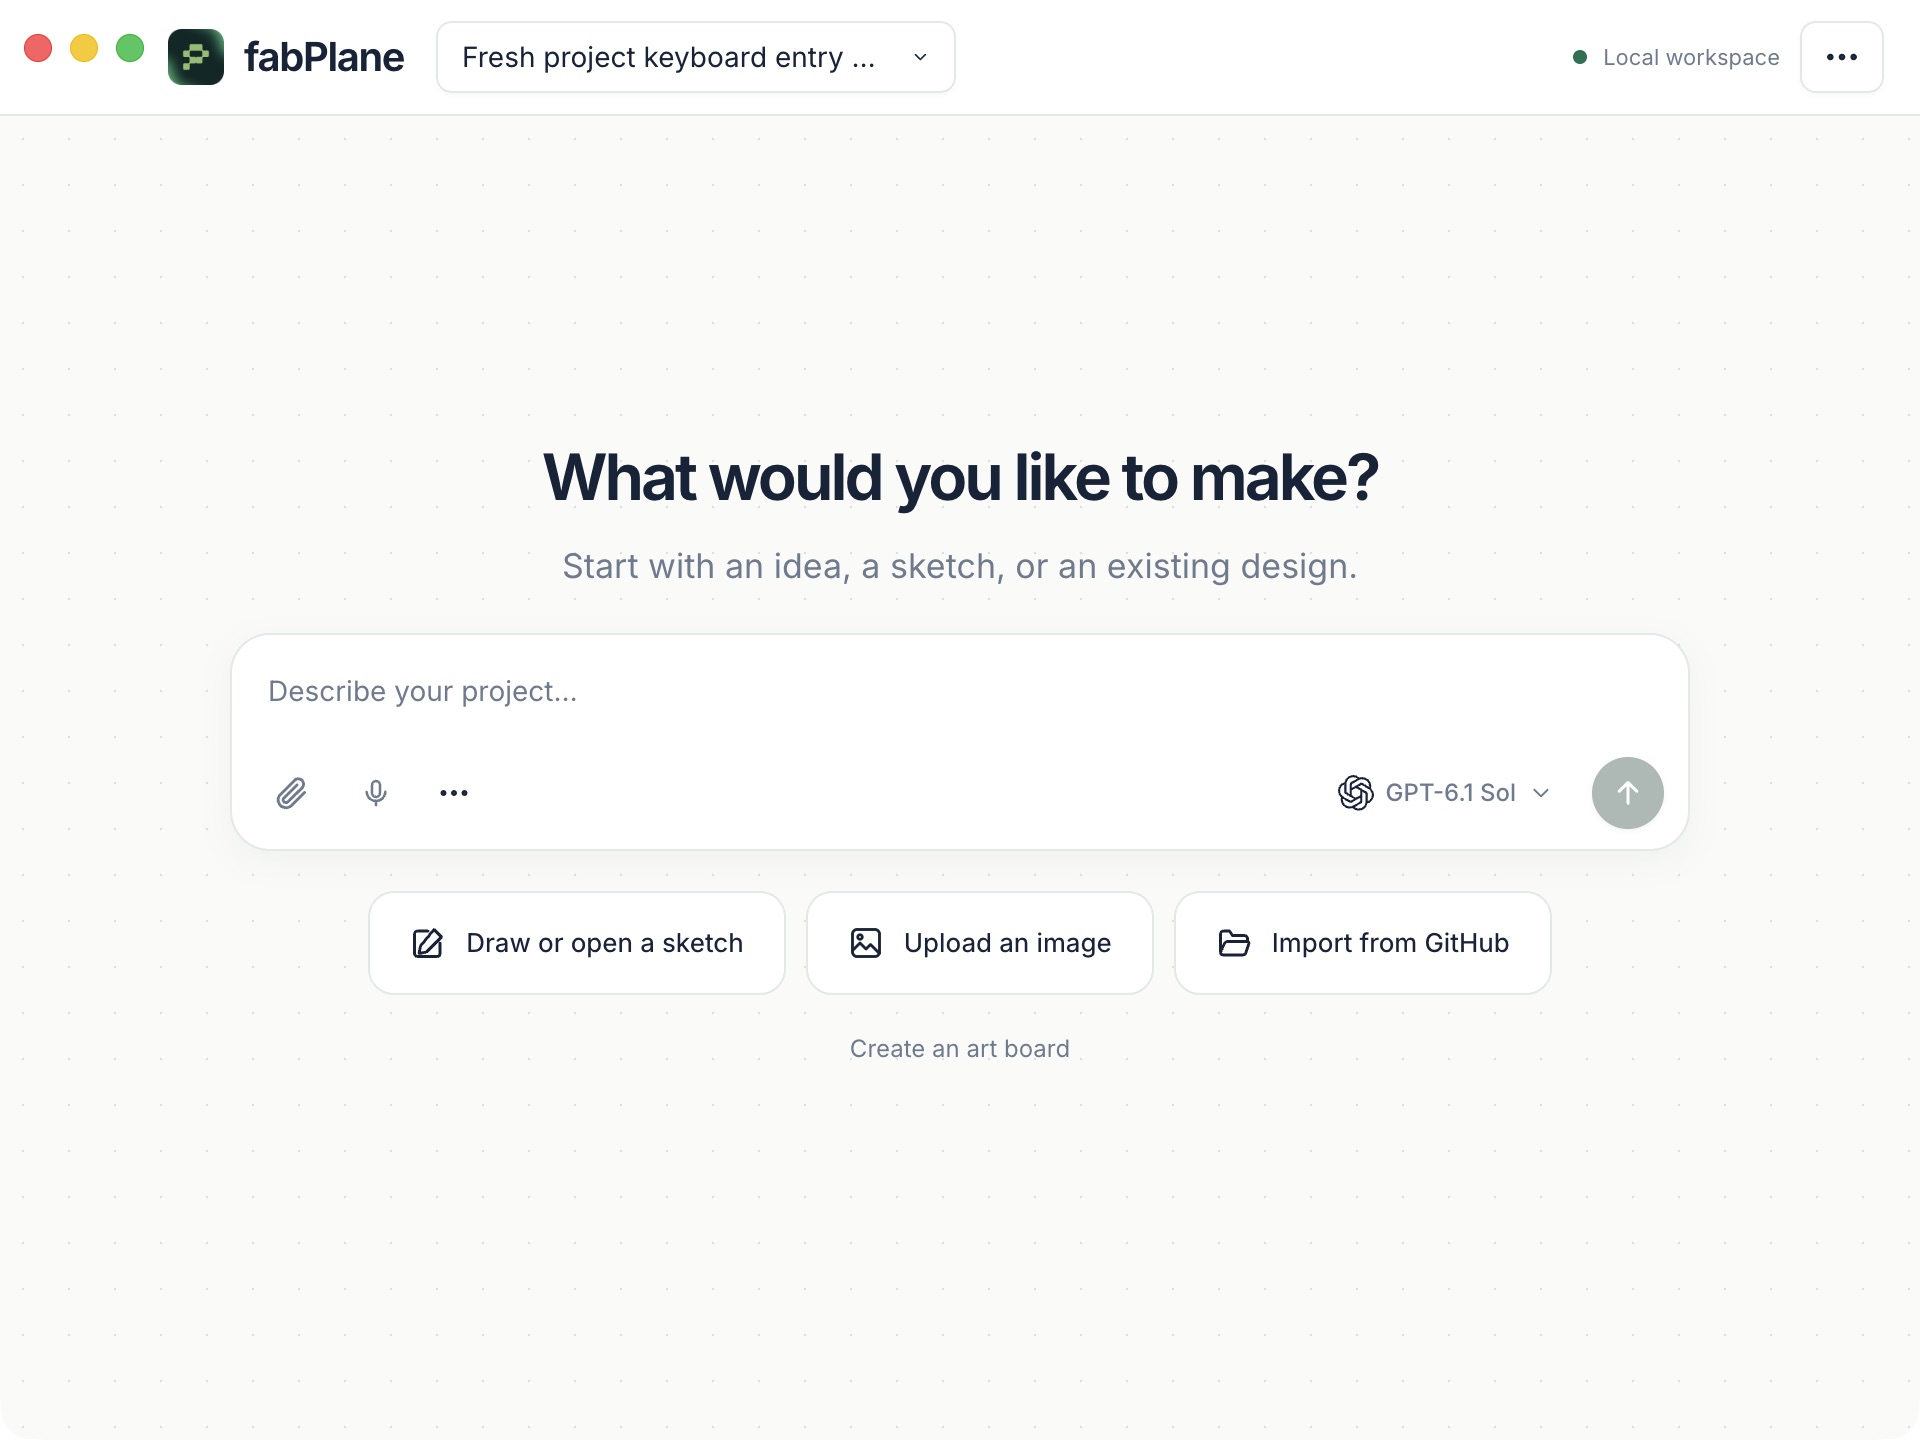 fabPlane
Fresh project keyboard entry ...
Local workspace
What would you like to make?
Start with an idea, a sketch, or an existing design.
Describe your project...
GPT-6.1 Sol
Draw or open a sketch
Upload an image
Import from GitHub
Create an art board